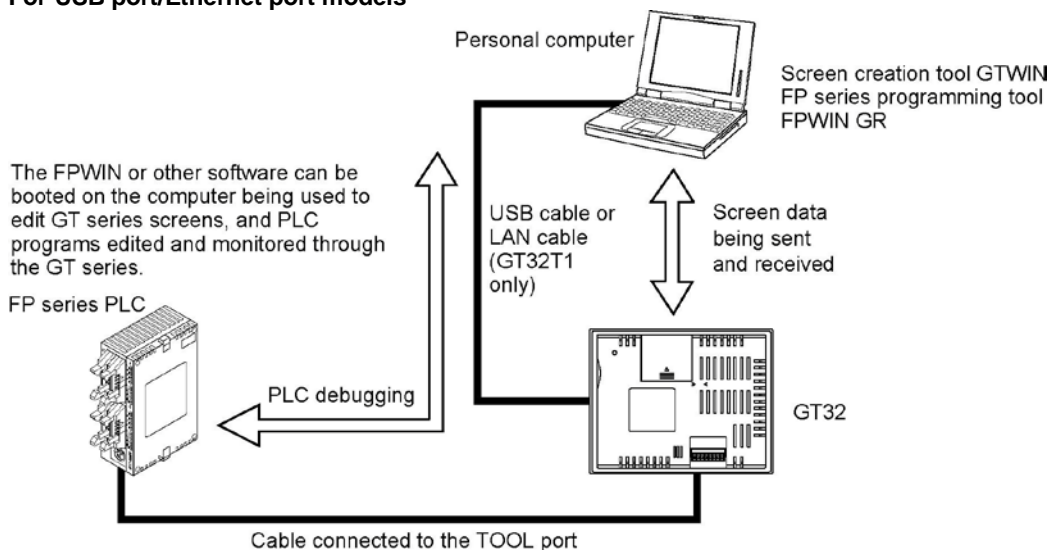 For USB port/Ethernet port models
Personal computer
Screen creation tool GTWIN
FP series programming tool
FPWIN GR
The FPWIN or other software can be
booted on the computer being used to
edit GT series screens, and PLC
programs edited and monitored through
the GT series.
USB cable or
LAN cable
(GT32T1
only)
Screen data
being sent
and received
FP series PLC
PLC debugging
GT32
Cable connected to the TOOL port